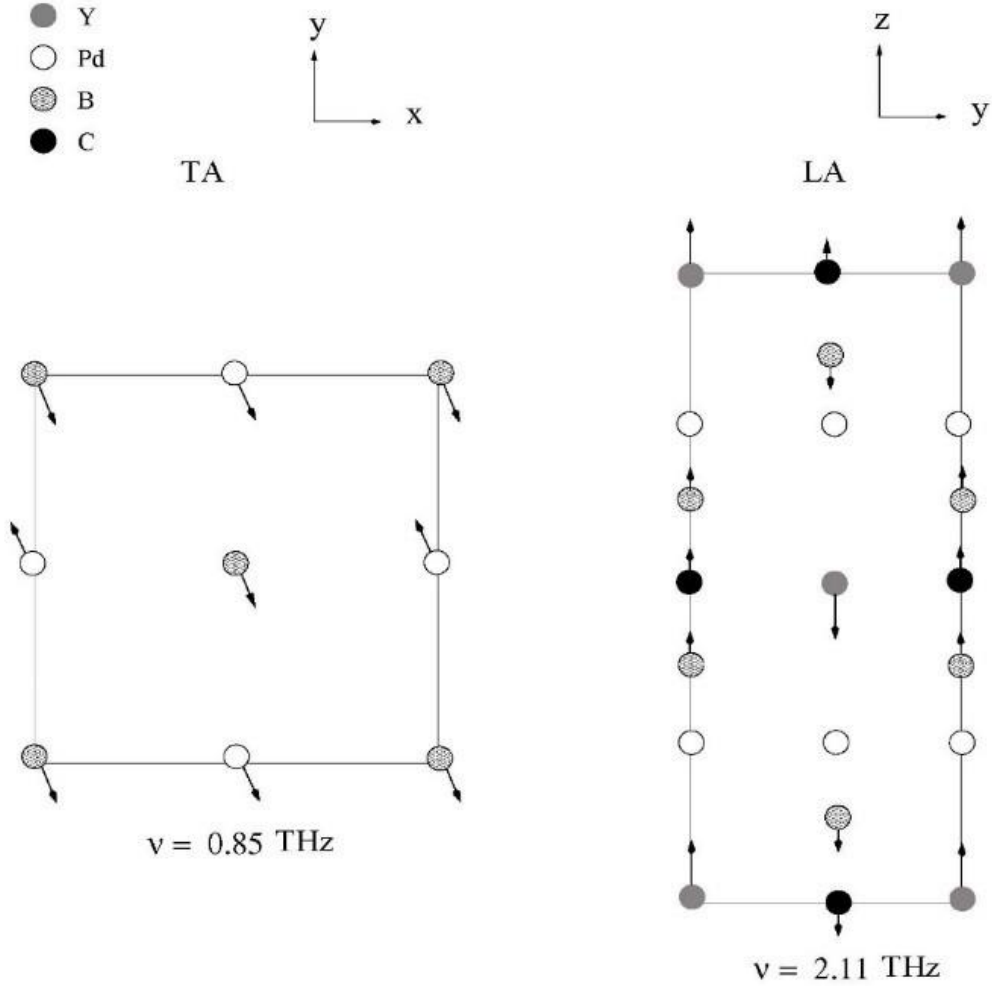 Y
Pd
B
C
y
x
z
y
TA
LA
ν = 0.85 THz
ν = 2.11 THz